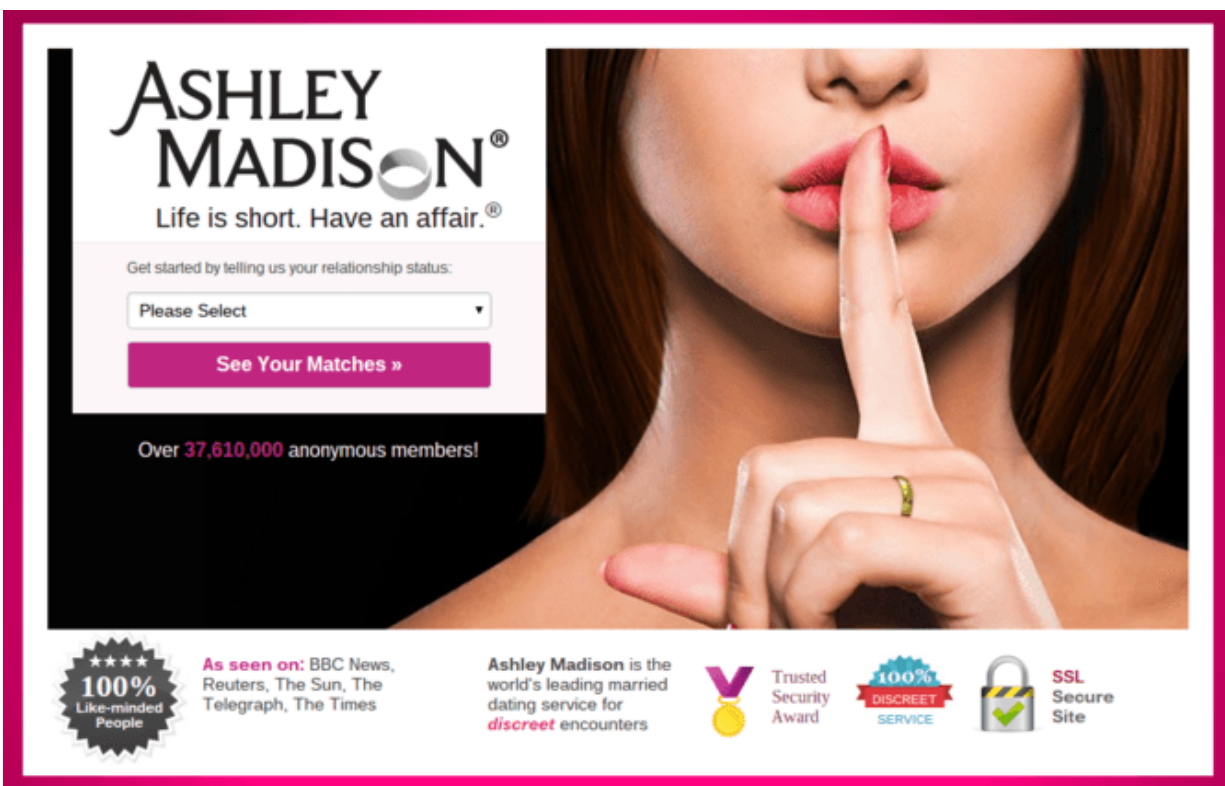 ASHLEY
MADISON®
Life is short. Have an affair.®
Get started by telling us your relationship status:
Please Select
See Your Matches »
Over 37,610,000 anonymous members!
100%
Like-minded
People
As seen on: BBC News,
Reuters, The Sun, The
Telegraph, The Times
Ashley Madison is the
world's leading married
dating service for
discreet encounters
Trusted
Security
Award
100%
DISCREET
SERVICE
SSL
Secure
Site